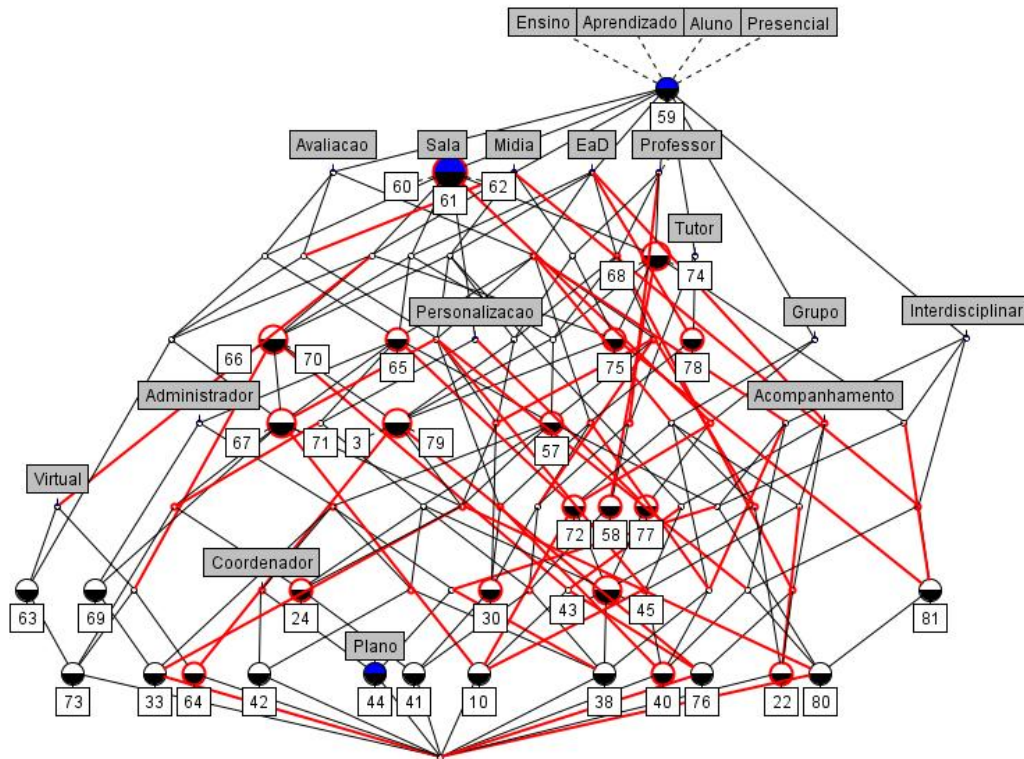 Ensino Aprendizado Aluno Presencial
59
Avaliacao Sala Midia EaD Professor
60 61 62
Tutor
68 74
Personalizacao Grupo Interdisciplinar
66 70 65 75 78
Administrador Acompanhamento
67 71 3 79 57
Virtual
72 58 77
Coordenador
63 69 24 30 43 45 81
Plano
73 33 64 42 44 41 10 38 40 76 22 80